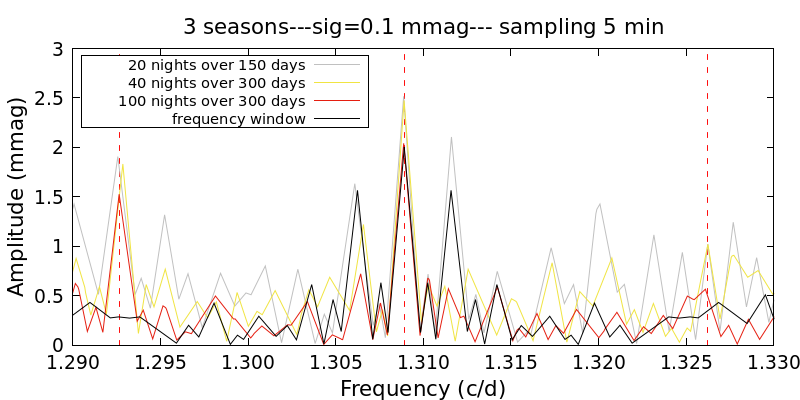 3 seasons---sig=0.1 mmag--- sampling 5 min
3
2.5
2
1.5
1
0.5
0
Amplitude (mmag)
20 nights over 150 days
40 nights over 300 days
100 nights over 300 days
frequency window
1.290 1.295 1.300 1.305 1.310 1.315 1.320 1.325 1.330
Frequency (c/d)